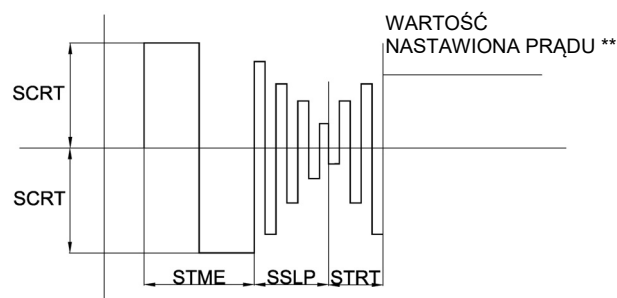 WARTOŚĆ
NASTAWIONA PRĄDU **
SCRT
SCRT
STME SSLP STRT